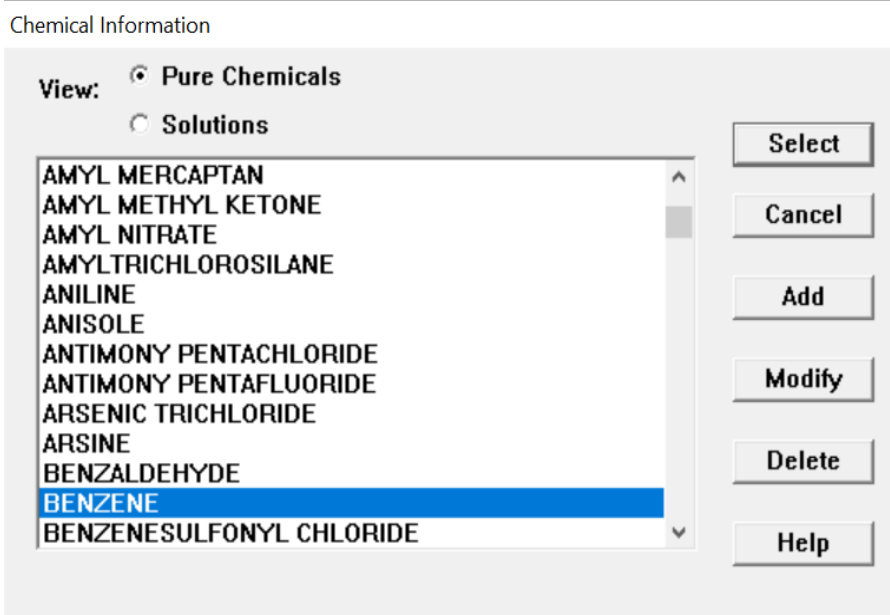 Chemical Information
View:
Pure Chemicals
Solutions
AMYL MERCAPTAN
AMYL METHYL KETONE
AMYL NITRATE
AMYLTRICHLOROSILANE
ANILINE
ANISOLE
ANTIMONY PENTACHLORIDE
ANTIMONY PENTAFLUORIDE
ARSENIC TRICHLORIDE
ARSINE
BENZALDEHYDE
BENZENE
BENZENESULFONYL CHLORIDE
Select
Cancel
Add
Modify
Delete
Help